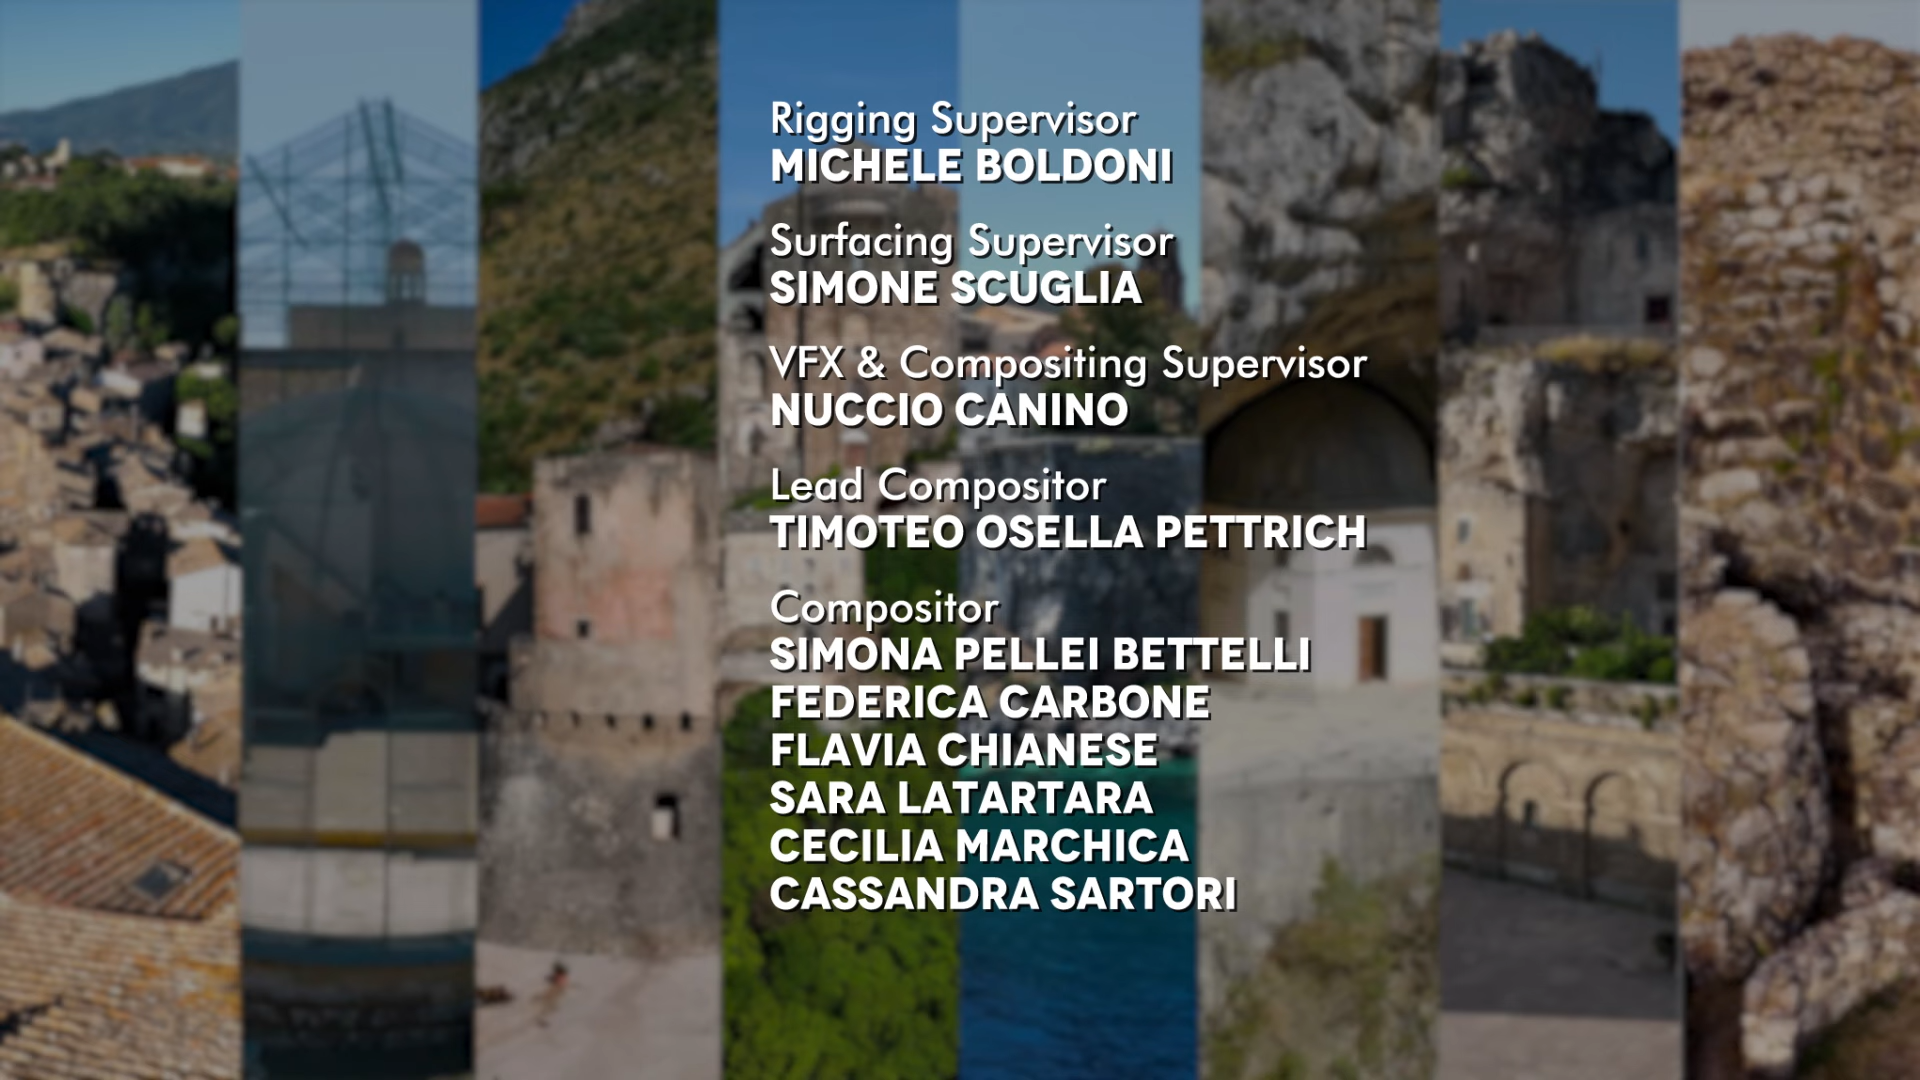 Rigging Supervisor
MICHELE BOLDONI
Surfacing Supervisor
SIMONE SCUGLIA
VFX & Compositing Supervisor
NUCCIO CANINO
Lead Compositor
TIMOTEO OSELLA PETTRICH
Compositor
SIMONA PELLEI BETTELLI
FEDERICA CARBONE
FLAVIA CHIANESE
SARA LATARTARA
CECILIA MARCHICA
CASSANDRA SARTORI